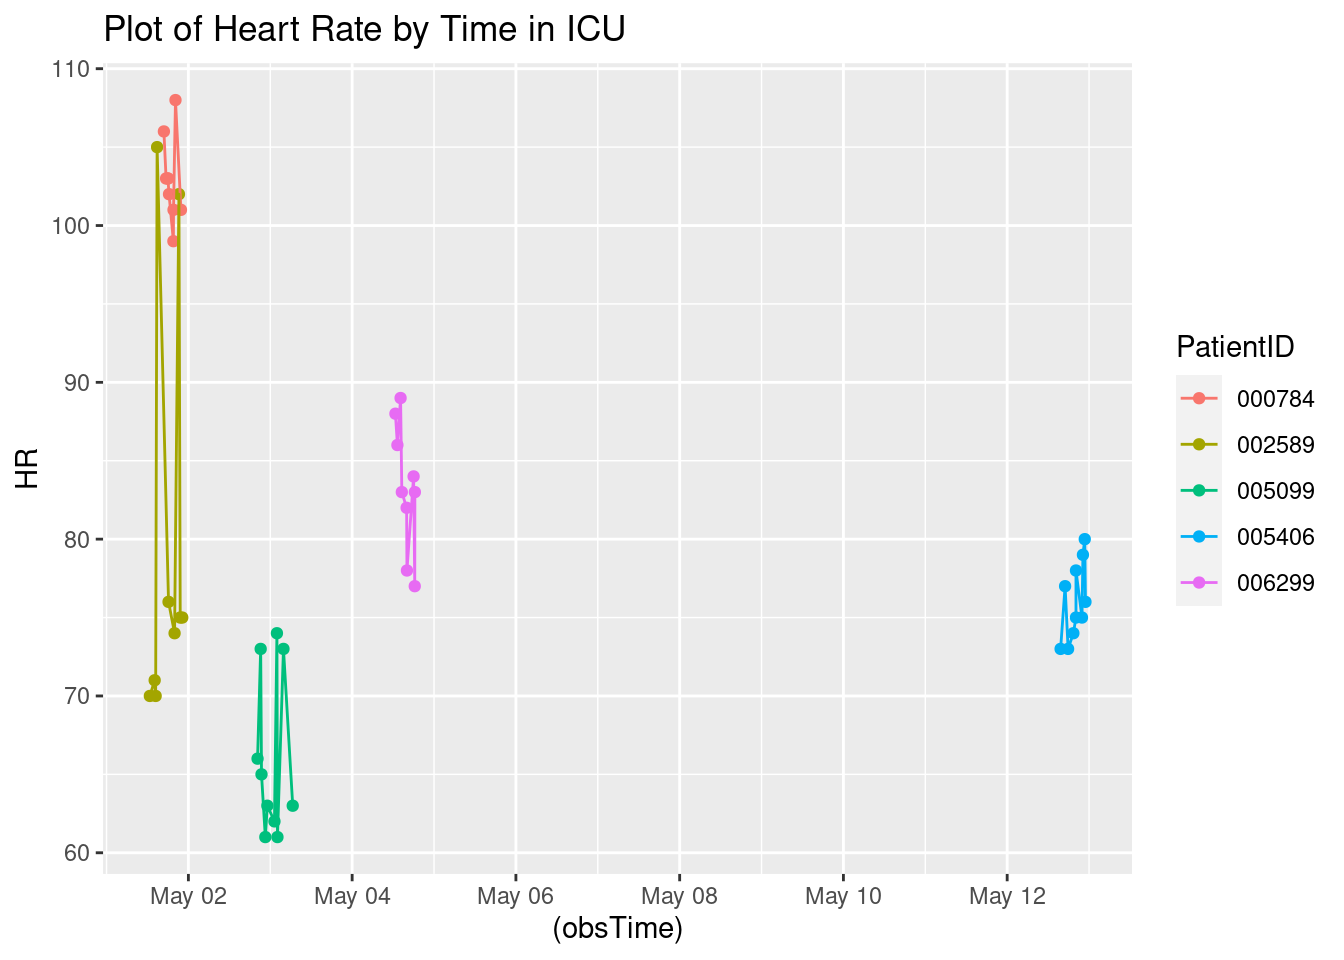 Plot of Heart Rate by Time in ICU
110
100
90
80
70
60
HR
May 02
May 04
May 06
May 08
May 10
May 12
(obsTime)
PatientID
000784
002589
005099
005406
006299